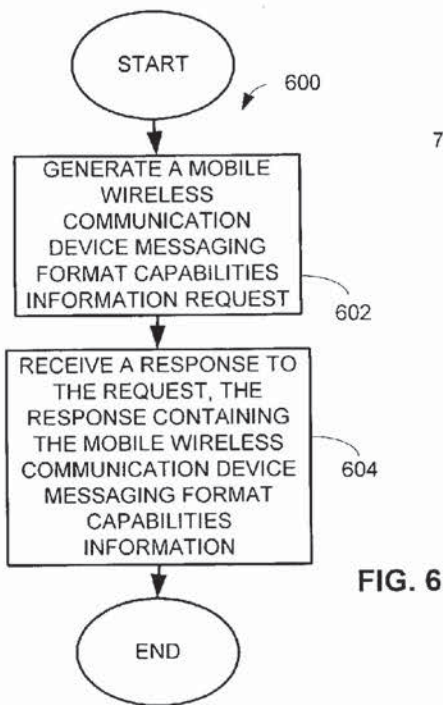 START
600
7
GENERATE A MOBILE
WIRELESS
COMMUNICATION
DEVICE MESSAGING
FORMAT CAPABILITIES
INFORMATION REQUEST
602
RECEIVE A RESPONSE TO
THE REQUEST, THE
RESPONSE CONTAINING
THE MOBILE WIRELESS
COMMUNICATION DEVICE
MESSAGING FORMAT
CAPABILITIES
INFORMATION
604
FIG. 6
END